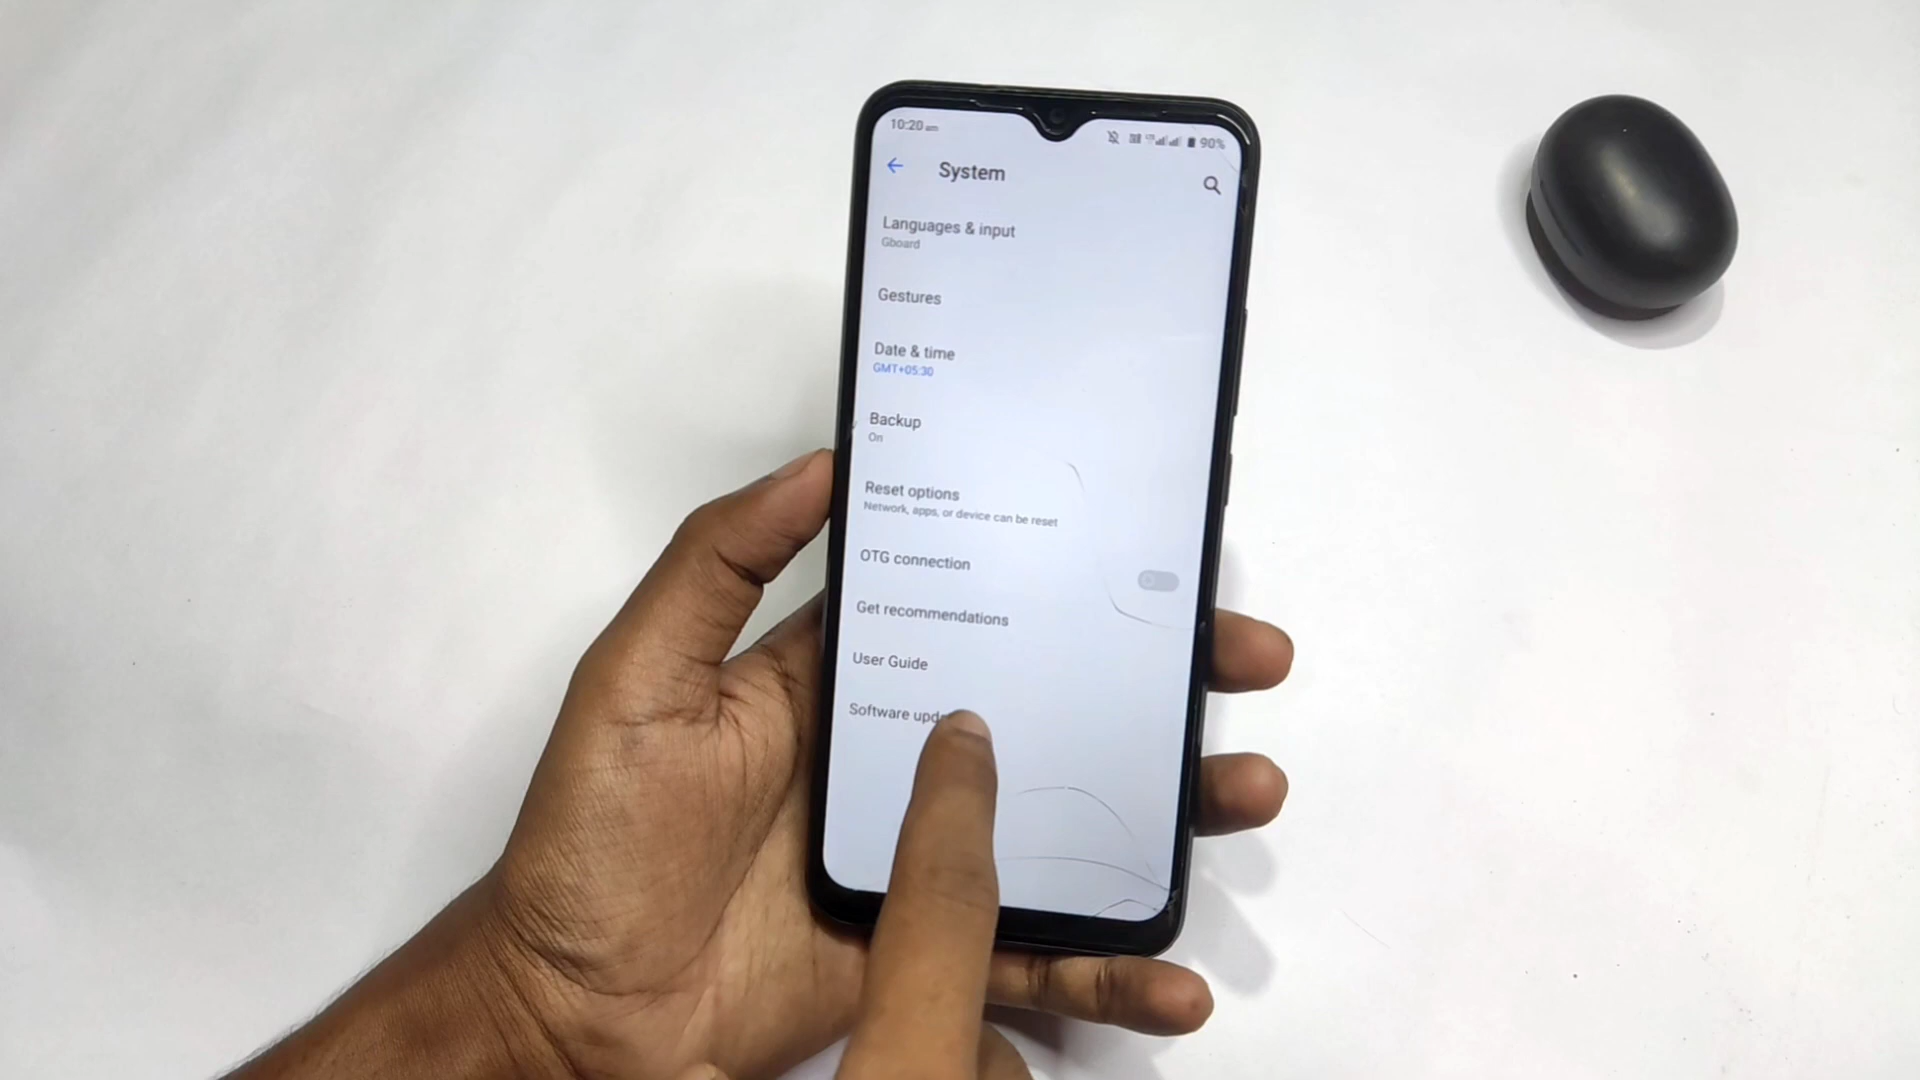 10:20 am
90%
System
Languages & input
Gboard
Gestures
Date & time
GMT+05:30
Backup
On
Reset options
Network, apps, or device can be reset
OTG connection
Get recommendations
User Guide
Software upd